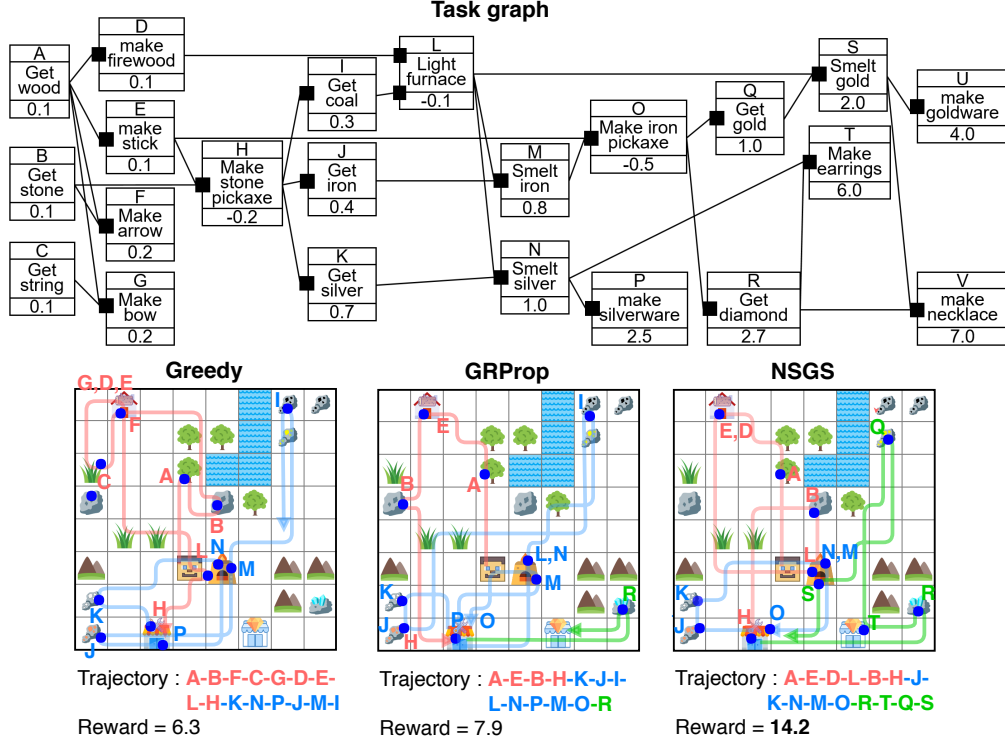 Task graph
A
Get
wood
0.1
B
Get
stone
0.1
C
Get
string
0.1
D
make
firewood
0.1
E
make
stick
0.1
F
Make
arrow
0.2
G
Make
bow
0.2
H
Make
stone
pickaxe
-0.2
I
Get
coal
0.3
J
Get
iron
0.4
K
Get
silver
0.7
L
Light
furnace
-0.1
M
Smelt
iron
0.8
N
Smelt
silver
1.0
O
Make iron
pickaxe
-0.5
P
make
silverware
2.5
Q
Get
gold
1.0
R
Get
diamond
2.7
S
Smelt
gold
2.0
T
Make
earrings
6.0
U
make
goldware
4.0
V
make
necklace
7.0
Greedy
G,D,E
F
I
A
C
B
L
N
M
K
H
P
J
Trajectory : A-B-F-C-G-D-E-
L-H-K-N-P-J-M-I
Reward = 6.3
GRProp
I
E
B
A
L,N
M
K
R
J
P
O
H
Trajectory : A-E-B-H-K-J-I-
L-N-P-M-O-R
Reward = 7.9
NSGS
E,D
Q
A
B
L
N,M
K
S
R
H
O
J
T
Trajectory : A-E-D-L-B-H-J-
K-N-M-O-R-T-Q-S
Reward = 14.2